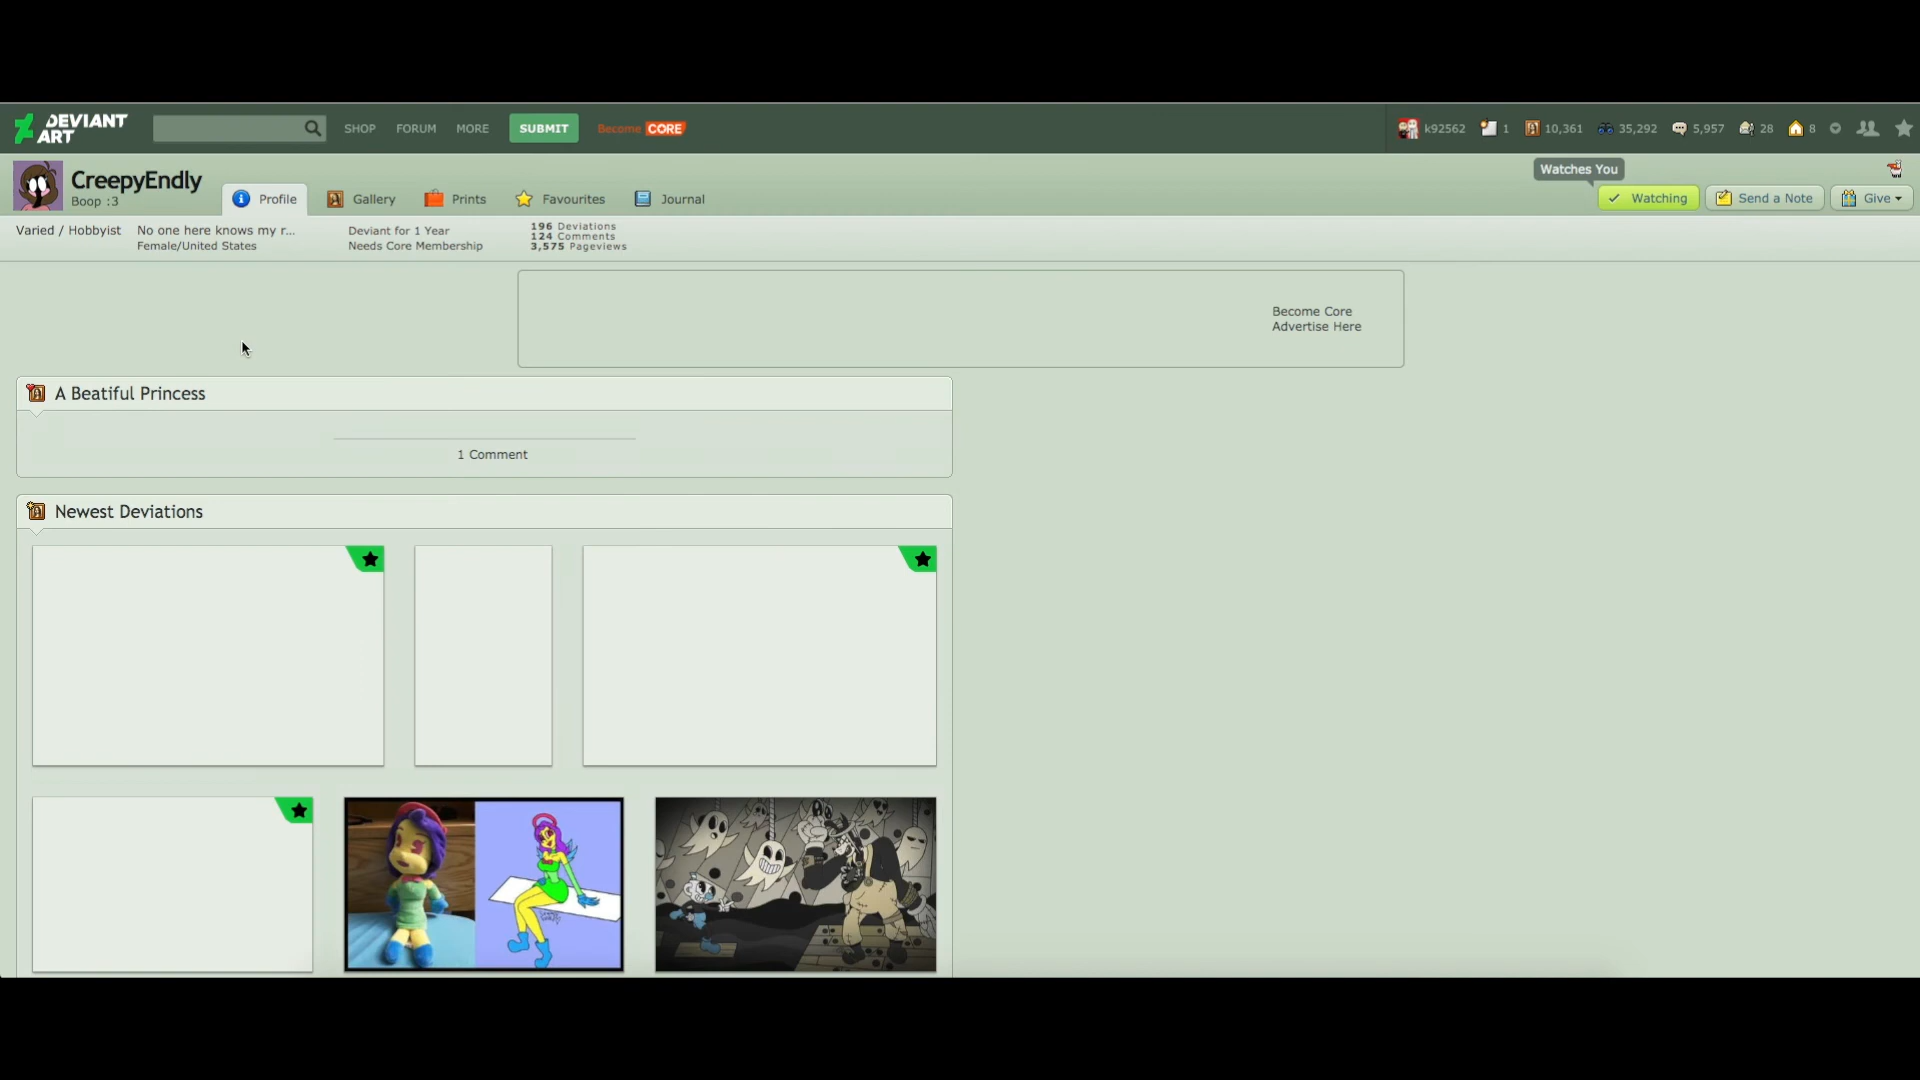 DEVIANT ART
SHOP FORUM MORE SUBMIT Become CORE
k92562 1 10,361 35,292 5,957 28 8
CreepyEndly
Boop :3
Profile Gallery Prints Favourites Journal
Watches You
Watching Send a Note Give
Varied / Hobbyist
No one here knows my r...
Female/United States
Deviant for 1 Year
Needs Core Membership
196 Deviations
124 Comments
3,575 Pageviews
Become Core
Advertise Here
A Beatiful Princess
1 Comment
Newest Deviations